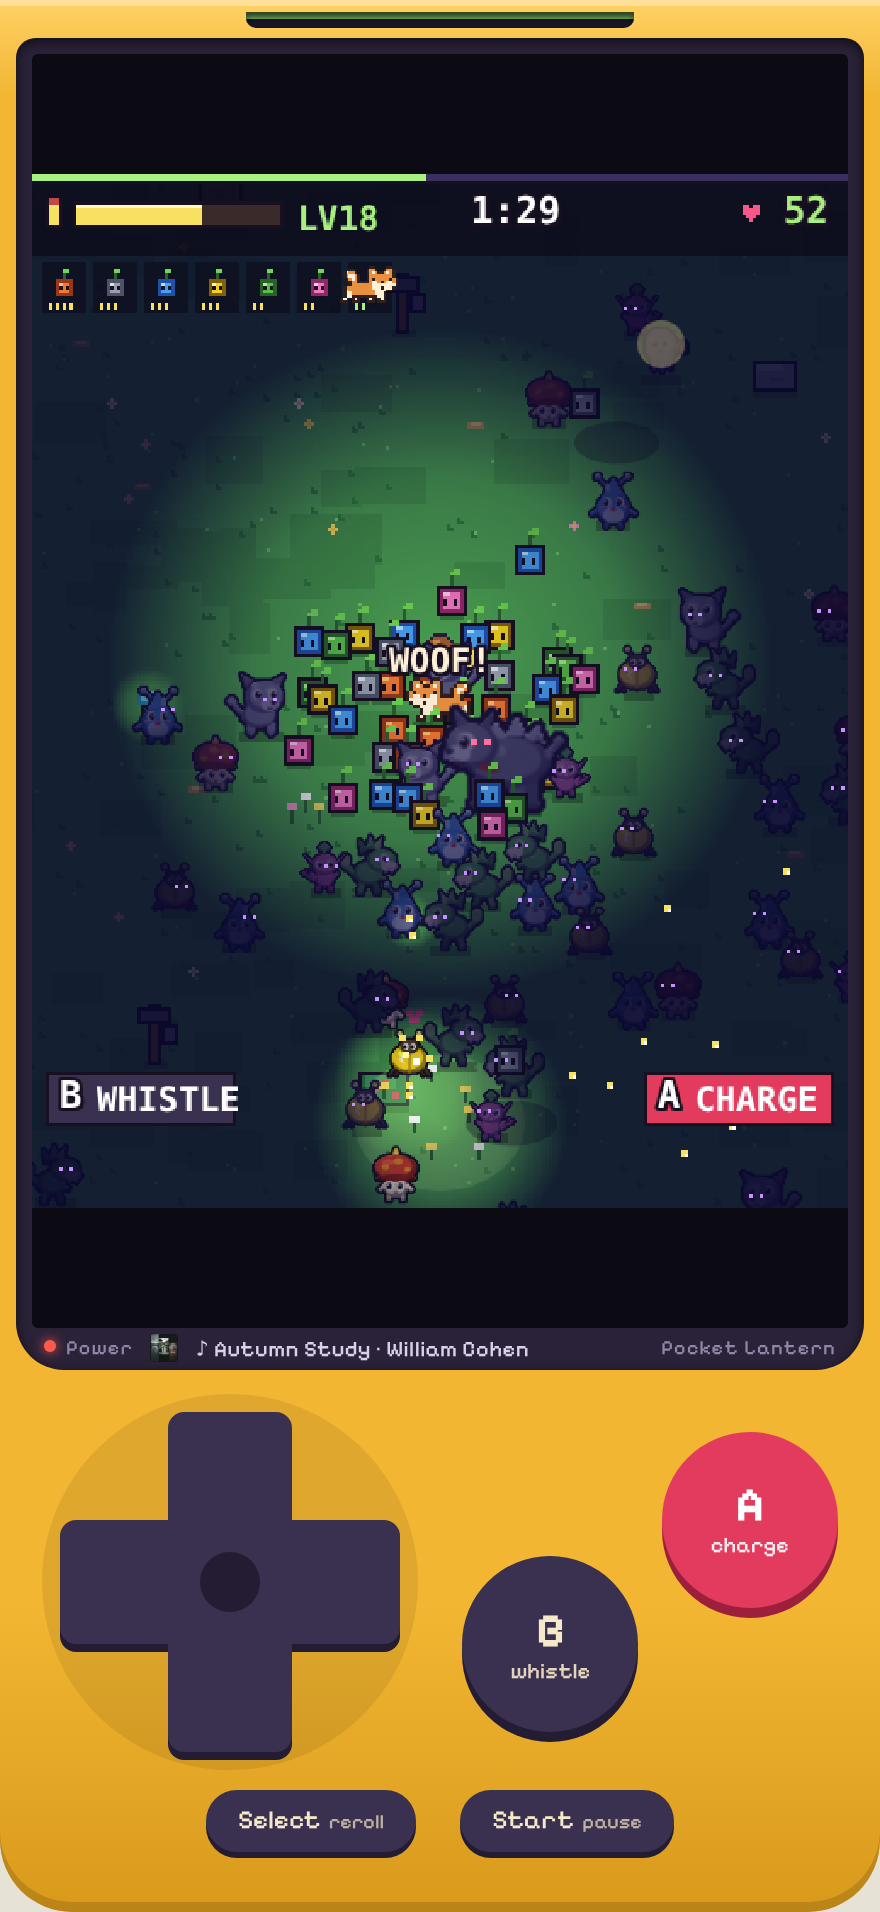 LV18
1:29
52
WOOF!
B WHISTLE
A CHARGE
Power
♪ Autumn Study · William Cohen
Pocket Lantern
A
charge
B
whistle
Select reroll
Start pause